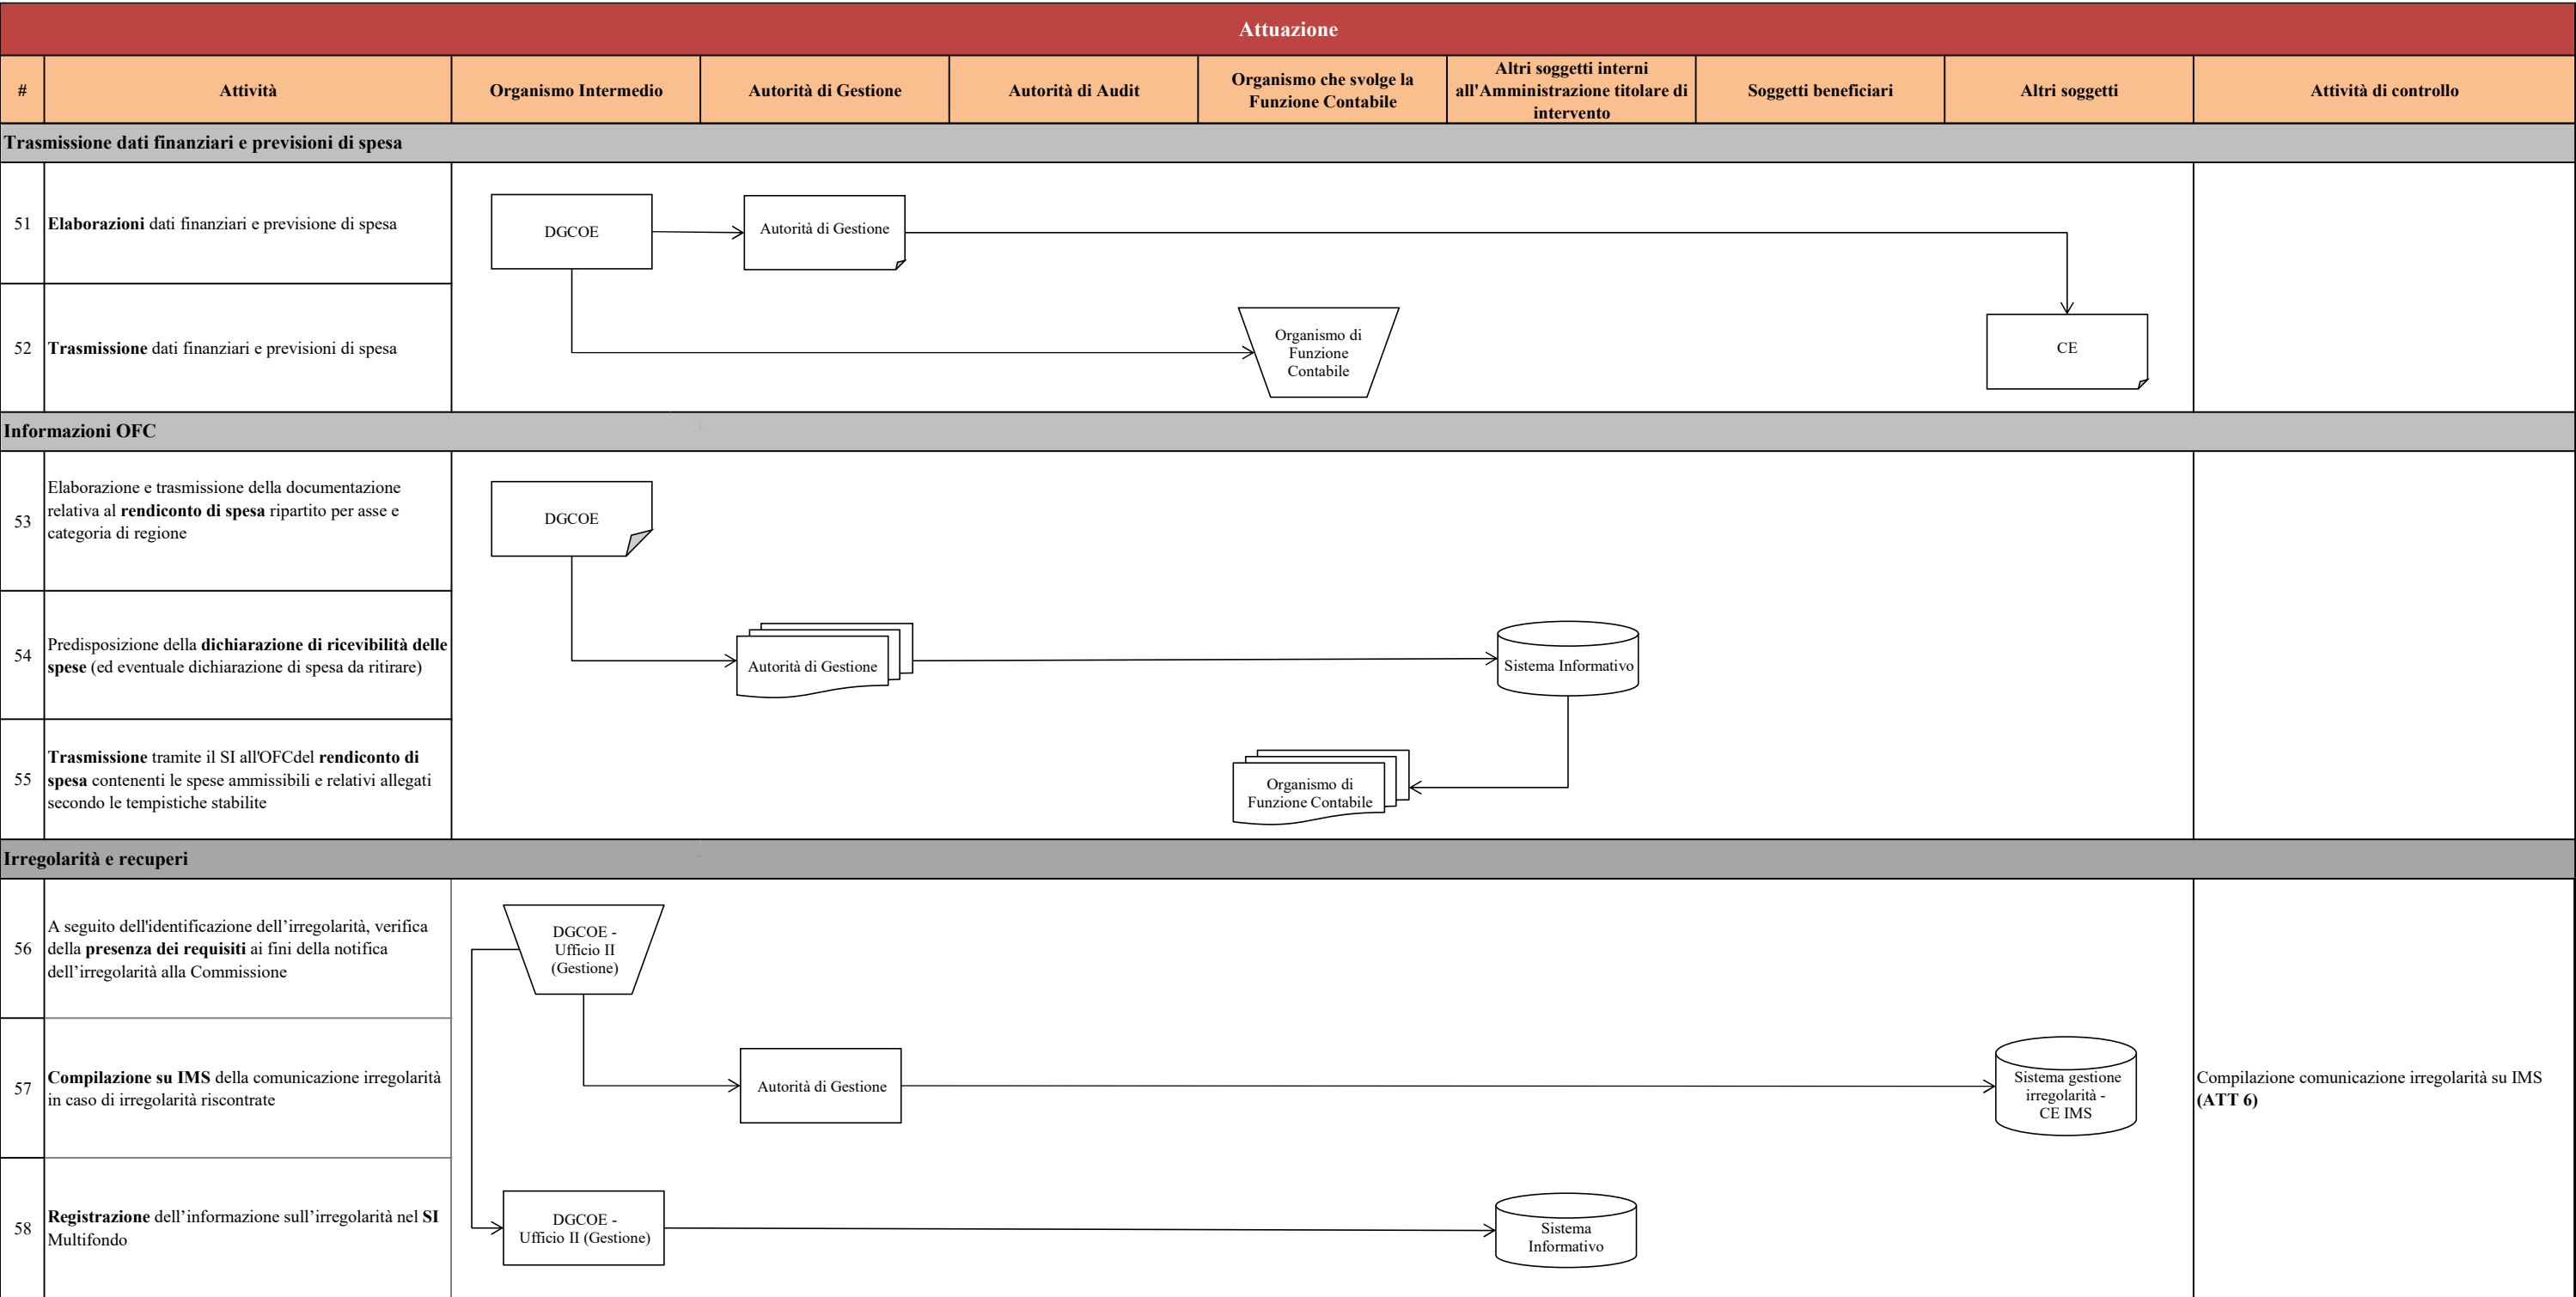 Attuazione
#
Attività
Organismo Intermedio
Autorità di Gestione
Autorità di Audit
Organismo che svolge la
Funzione Contabile
Altri soggetti interni
all'Amministrazione titolare di
intervento
Soggetti beneficiari
Altri soggetti
Attività di controllo
Trasmissione dati finanziari e previsioni di spesa
51
Elaborazioni dati finanziari e previsione di spesa
DGCOE
Autorità di Gestione
52
Trasmissione dati finanziari e previsioni di spesa
Organismo di
Funzione
Contabile
CE
Informazioni OFC
53
Elaborazione e trasmissione della documentazione
relativa al rendiconto di spesa ripartito per asse e
categoria di regione
DGCOE
54
Predisposizione della dichiarazione di ricevibilità delle
spese (ed eventuale dichiarazione di spesa da ritirare)
Autorità di Gestione
Sistema Informativo
55
Trasmissione tramite il SI all'OFCdel rendiconto di
spesa contenenti le spese ammissibili e relativi allegati
secondo le tempistiche stabilite
Organismo di
Funzione Contabile
Irregolarità e recuperi
56
A seguito dell'identificazione dell’irregolarità, verifica
della presenza dei requisiti ai fini della notifica
dell’irregolarità alla Commissione
DGCOE -
Ufficio II
(Gestione)
57
Compilazione su IMS della comunicazione irregolarità
in caso di irregolarità riscontrate
Autorità di Gestione
Sistema gestione
irregolarità -
CE IMS
Compilazione comunicazione irregolarità su IMS
(ATT 6)
58
Registrazione dell’informazione sull’irregolarità nel SI
Multifondo
DGCOE -
Ufficio II (Gestione)
Sistema
Informativo